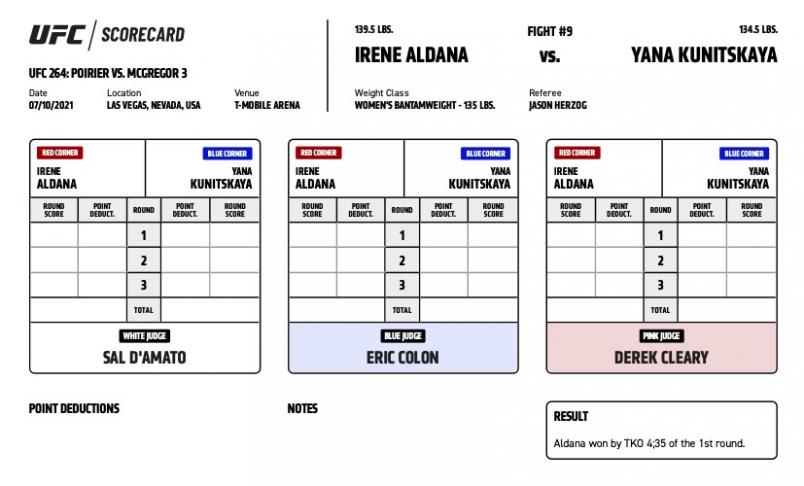 UFC / SCORECARD
UFC 264: POIRIER VS. MCGREGOR 3
Date Location Venue
07/10/2021 LAS VEGAS, NEVADA, USA T-MOBILE ARENA
139.5 LBS. FIGHT #9 134.5 LBS.
IRENE ALDANA VS. YANA KUNITSKAYA
Weight Class Referee
WOMEN'S BANTAMWEIGHT - 135 LBS. JASON HERZOG
RED CORNER BLUE CORNER
IRENE YANA
ALDANA KUNITSKAYA
ROUND SCORE POINT DEDUCT. ROUND POINT DEDUCT. ROUND SCORE
1
2
3
TOTAL
WHITE JUDGE
SAL D'AMATO
RED CORNER BLUE CORNER
IRENE YANA
ALDANA KUNITSKAYA
ROUND SCORE POINT DEDUCT. ROUND POINT DEDUCT. ROUND SCORE
1
2
3
TOTAL
BLUE JUDGE
ERIC COLON
RED CORNER BLUE CORNER
IRENE YANA
ALDANA KUNITSKAYA
ROUND SCORE POINT DEDUCT. ROUND POINT DEDUCT. ROUND SCORE
1
2
3
TOTAL
PINK JUDGE
DEREK CLEARY
POINT DEDUCTIONS
NOTES
RESULT
Aldana won by TKO 4;35 of the 1st round.